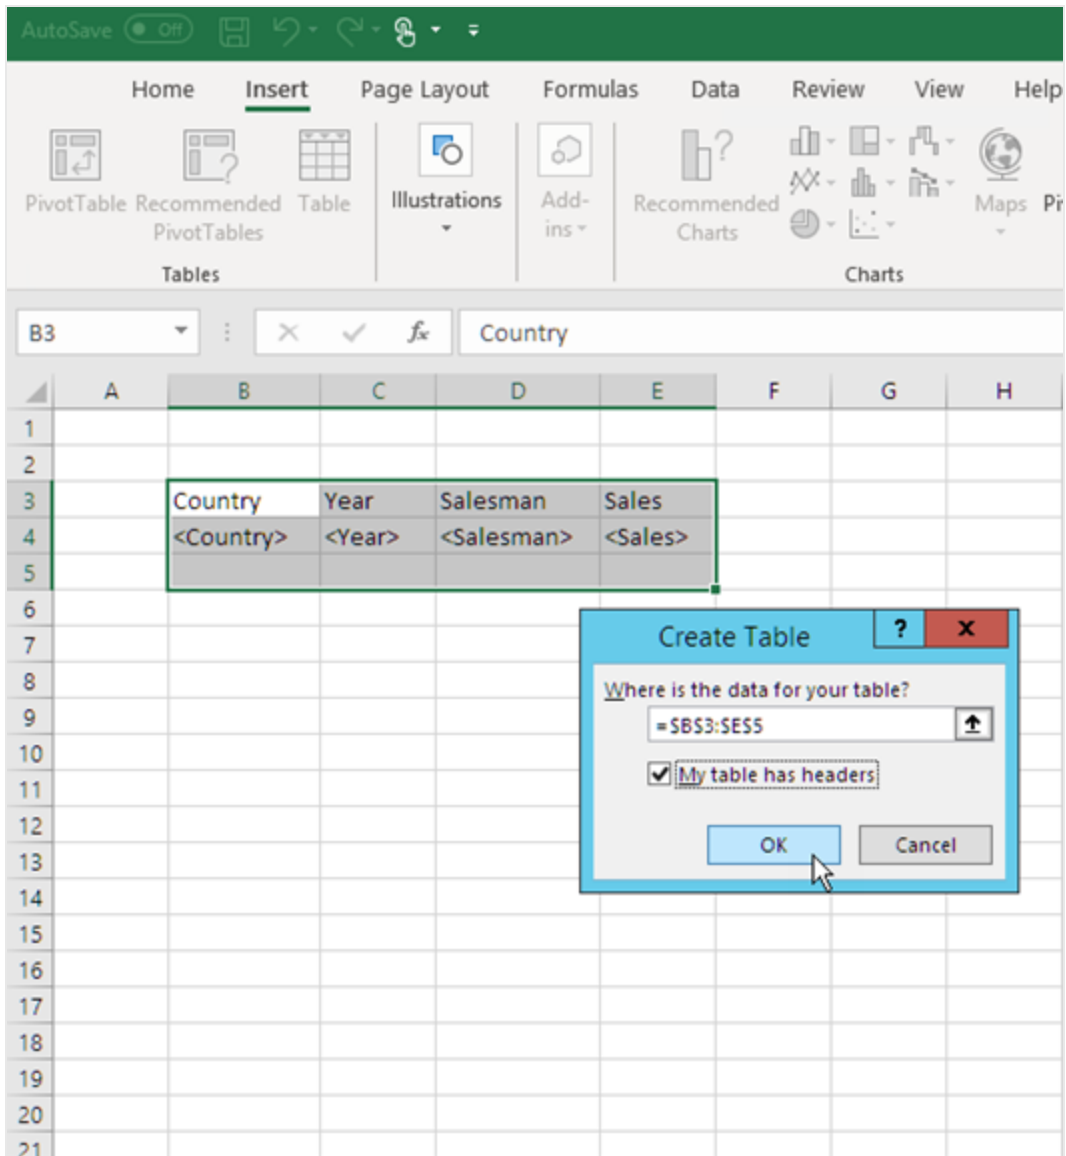 AutoSave Off
Home Insert Page Layout Formulas Data Review View Help
PivotTable Recommended PivotTables Table
Illustrations
Add-ins
Recommended Charts
Maps
Tables
Charts
B3 fx Country
A B C D E F G H
1
2
3 Country Year Salesman Sales
4 <Country> <Year> <Salesman> <Sales>
5
6
7
8
9
10
11
12
13
14
15
16
17
18
19
20
21
Create Table ? x
Where is the data for your table?
=$B$3:$E$5
My table has headers
OK Cancel